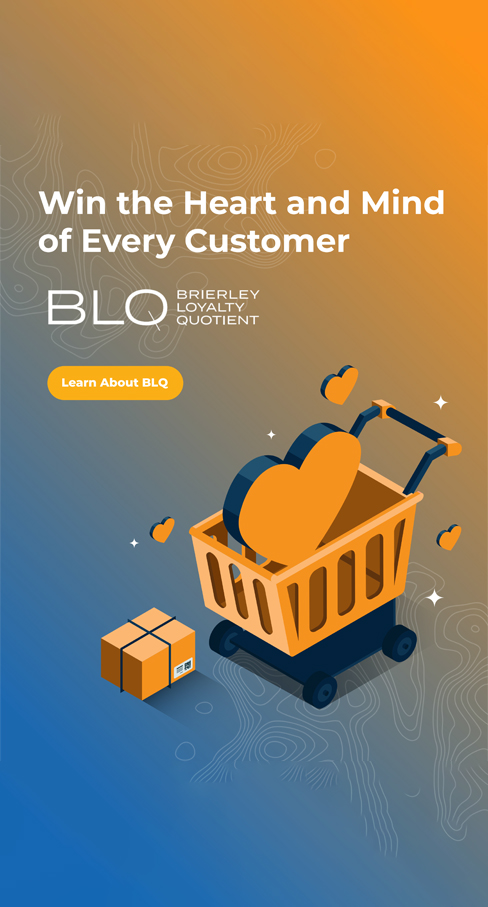 Win the Heart and Mind
of Every Customer
BLQ
BRIERLEY
LOYALTY
QUOTIENT
Learn About BLQ